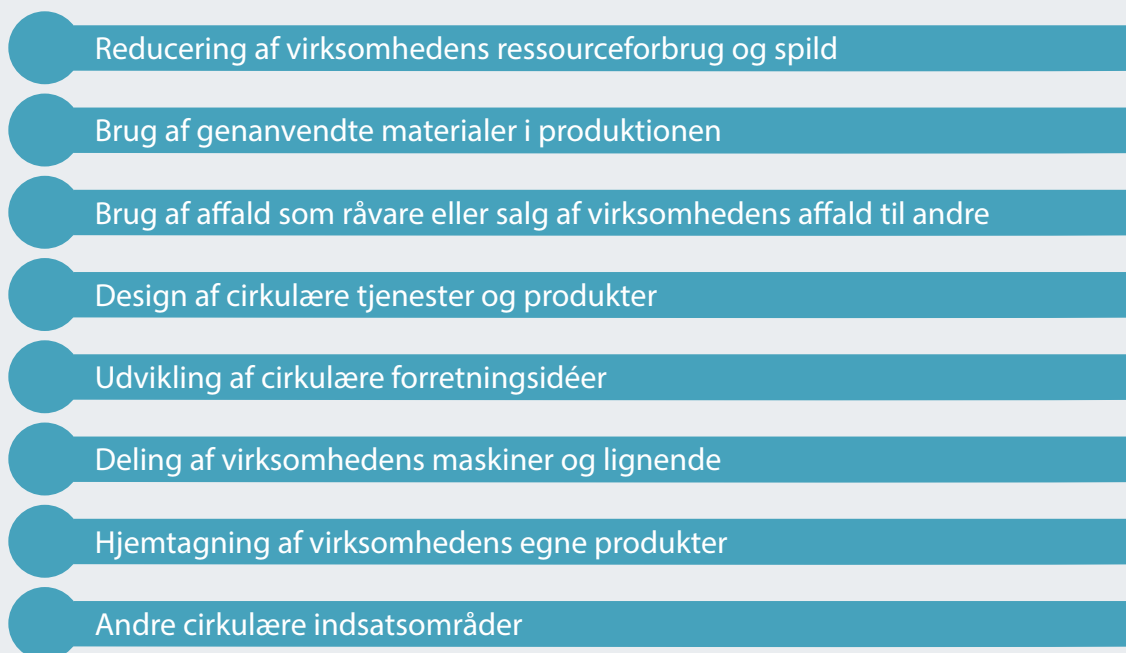 Reducering af virksomhedens ressourceforbrug og spild
Brug af genanvendte materialer i produktionen
Brug af affald som råvare eller salg af virksomhedens affald til andre
Design af cirkulære tjenester og produkter
Udvikling af cirkulære forretningsidéer
Deling af virksomhedens maskiner og lignende
Hjemtagning af virksomhedens egne produkter
Andre cirkulære indsatsområder